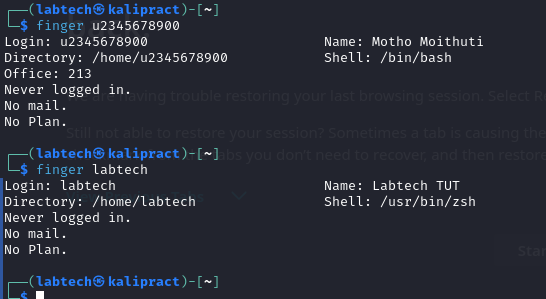 ┌──(labtech㉿kalipract)-[~]
└─$ finger u2345678900
Login: u2345678900 Name: Motho Moithuti
Directory: /home/u2345678900 Shell: /bin/bash
Office: 213
Never logged in.
are having trouble restoring your last browsing session. Select Re
No mail.
No Plan.
Still not able to restore your session? Sometimes a tab is causing the
┌──(labtech㉿kalipract)-[~]
abs you don't need to recover, and then restore
└─$ finger labtech
Login: labtech Name: Labtech TUT
Directory: /home/labtech Shell: /usr/bin/zsh
Never logged in.
No mail.
No Plan.
Star
┌──(labtech㉿kalipract)-[~]
└─$